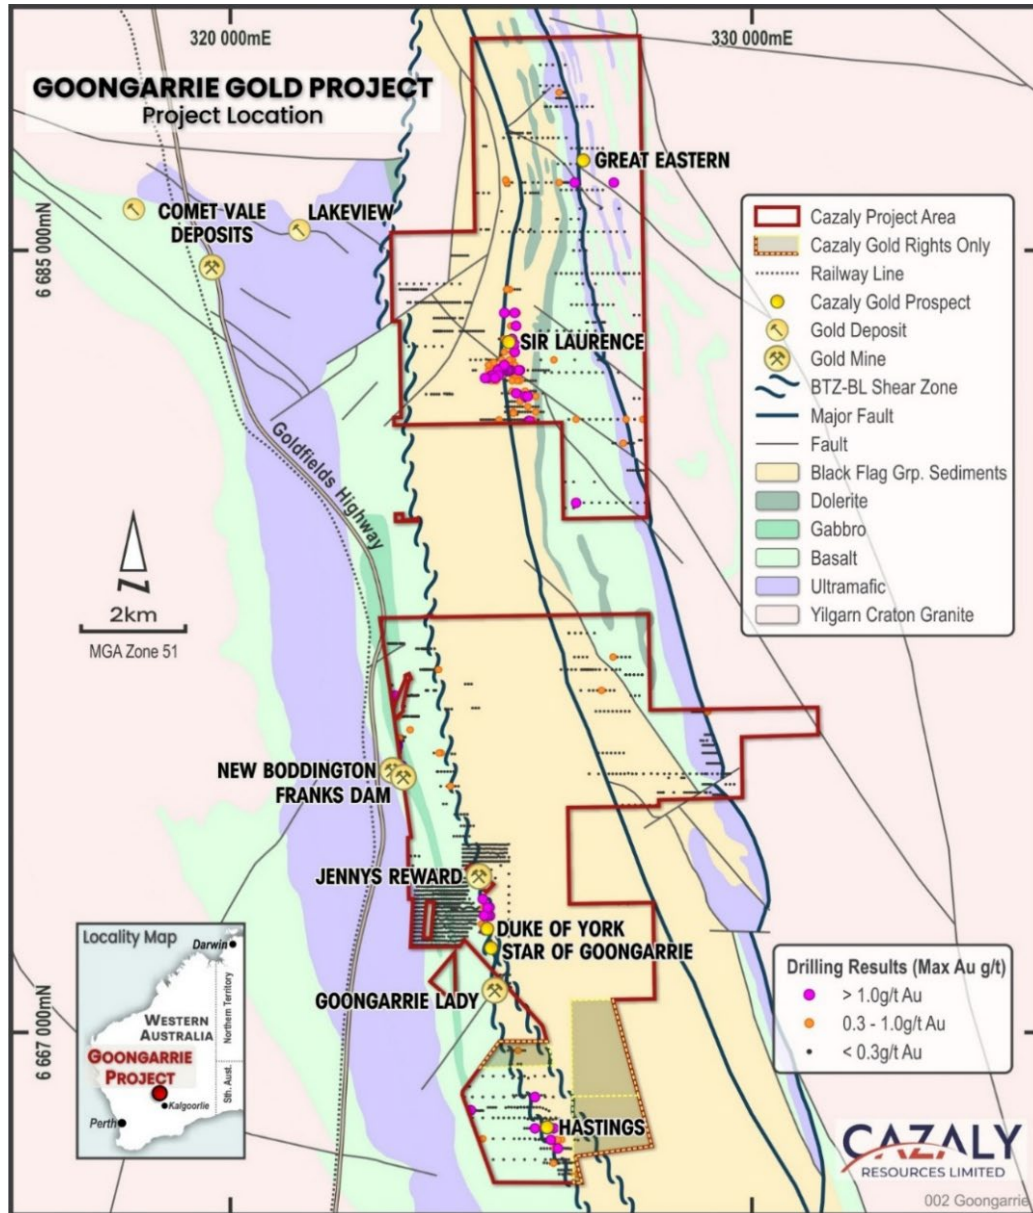 320 000mE
330 000mE
GOONGARRIE GOLD PROJECT
Project Location
GREAT EASTERN
COMET VALE
DEPOSITS
LAKEVIEW
6 685 000mN
SIR LAURENCE
Cazaly Project Area
Cazaly Gold Rights Only
Railway Line
Cazaly Gold Prospect
Gold Deposit
Gold Mine
BTZ-BL Shear Zone
Major Fault
Fault
Black Flag Grp. Sediments
Dolerite
Gabbro
Basalt
Ultramafic
Yilgarn Craton Granite
Goldfields Highway
N
2km
MGA Zone 51
NEW BODDINGTON
FRANKS DAM
JENNYS REWARD
DUKE OF YORK
STAR OF GOONGARRIE
GOONGARRIE LADY
6 667 000mN
HASTINGS
Locality Map
Darwin
WESTERN
AUSTRALIA
Northern Territory
GOONGARRIE
PROJECT
Sth. Aust.
Kalgoorlie
Perth
Drilling Results (Max Au g/t)
> 1.0g/t Au
0.3 - 1.0g/t Au
< 0.3g/t Au
CAZALY
RESOURCES LIMITED
002 Goongarrie